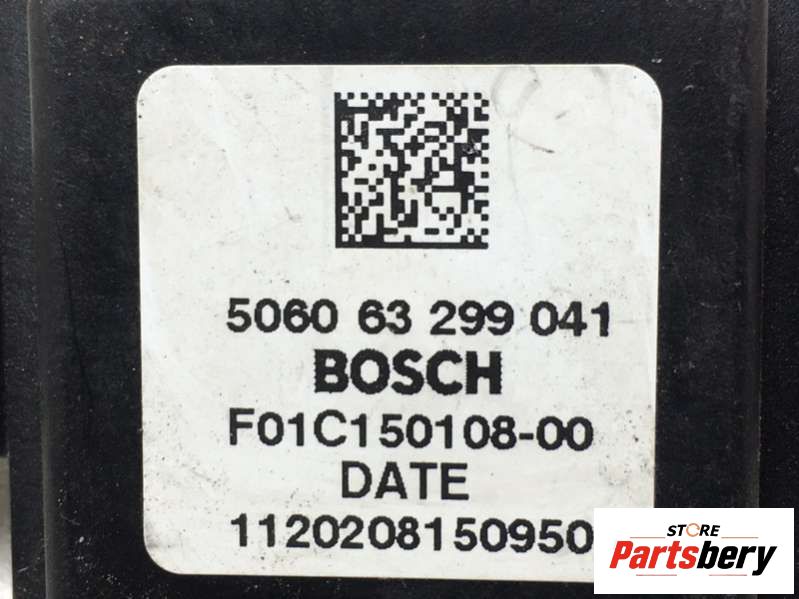 5060 63 299 041
BOSCH
F01C150108-00
DATE
1120208150950
STORE
Partsbery